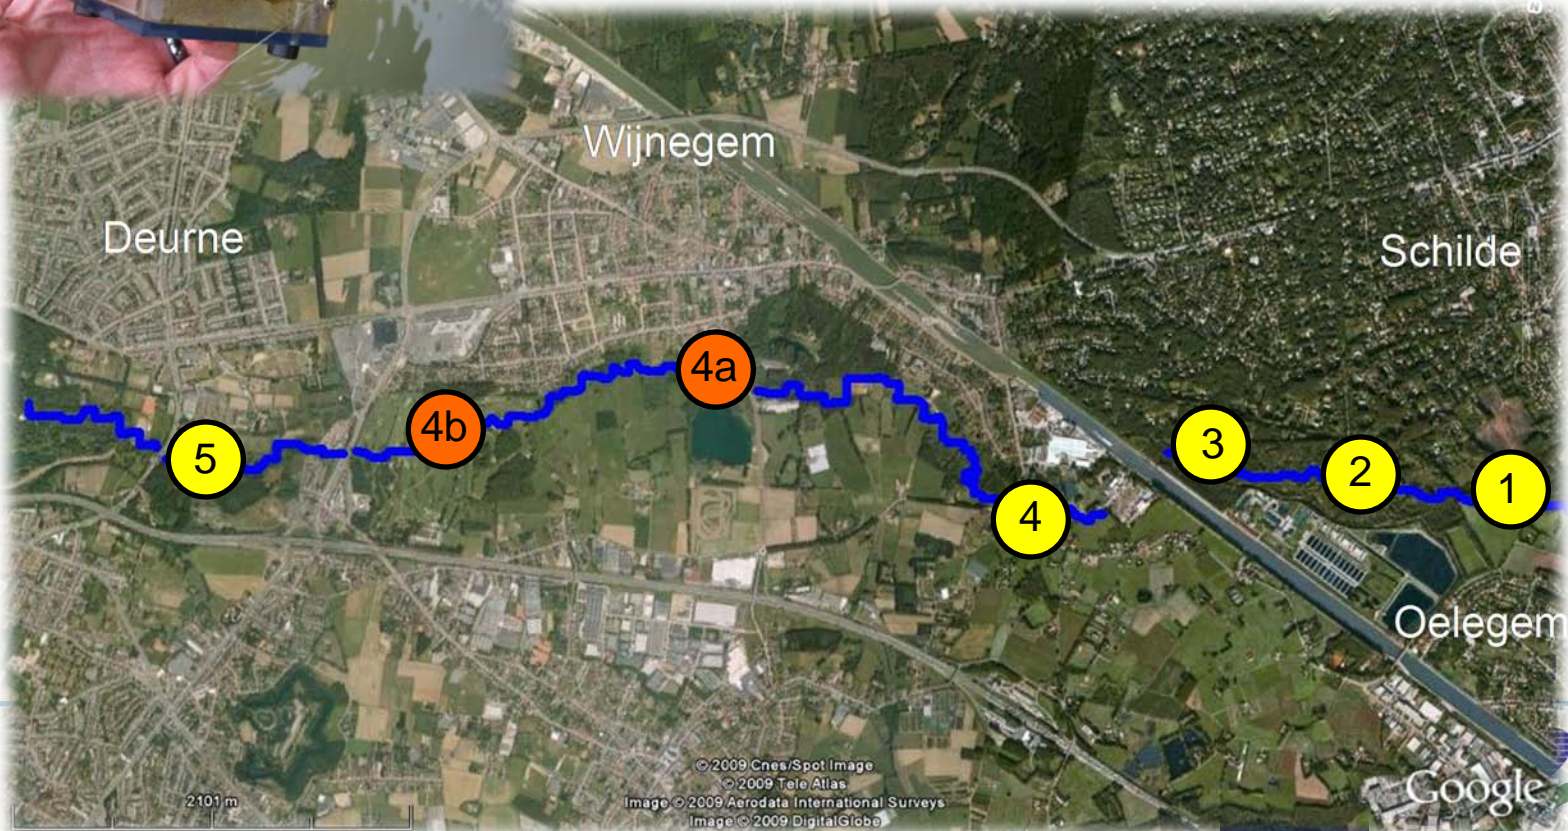 Wijnegem
Deurne
Schilde
4a
4b
5
3
2
1
4
Oelegem
© 2009 Cnes/Spot Image
© 2009 Tele Atlas
Image © 2009 Aerodata International Surveys
Image © 2009 DigitalGlobe
2101 m
Google